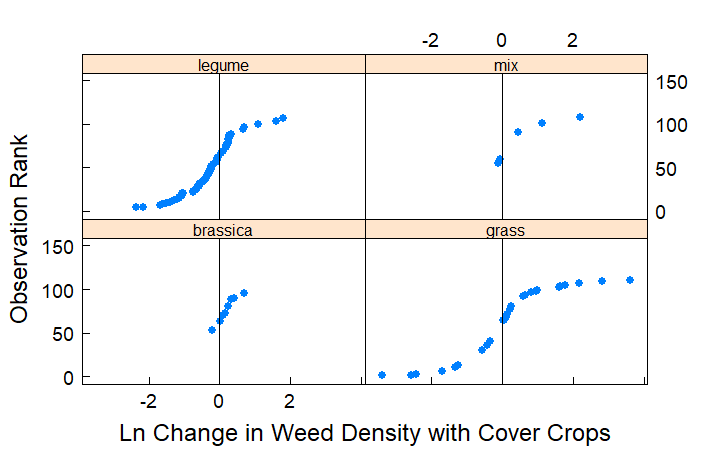 -2 0 2
legume mix
150
100
50
0
Observation Rank
brassica grass
150
100
50
0
-2 0 2
Ln Change in Weed Density with Cover Crops